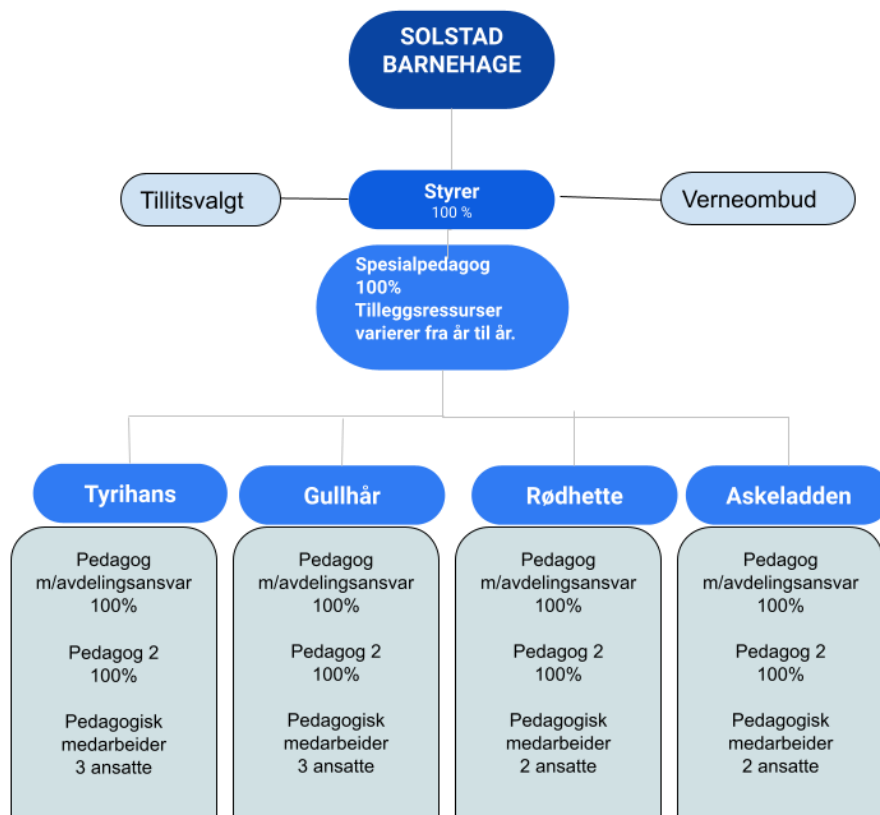 SOLSTAD
BARNEHAGE
Tillitsvalgt
Styrer
100 %
Verneombud
Spesialpedagog
100%
Tilleggsressurser
varierer fra år til år.
Tyrihans
Gullhår
Rødhette
Askeladden
Pedagog
m/avdelingsansvar
100%
Pedagog 2
100%
Pedagogisk
medarbeider
3 ansatte
Pedagog
m/avdelingsansvar
100%
Pedagog 2
100%
Pedagogisk
medarbeider
3 ansatte
Pedagog
m/avdelingsansvar
100%
Pedagog 2
100%
Pedagogisk
medarbeider
2 ansatte
Pedagog
m/avdelingsansvar
100%
Pedagog 2
100%
Pedagogisk
medarbeider
2 ansatte